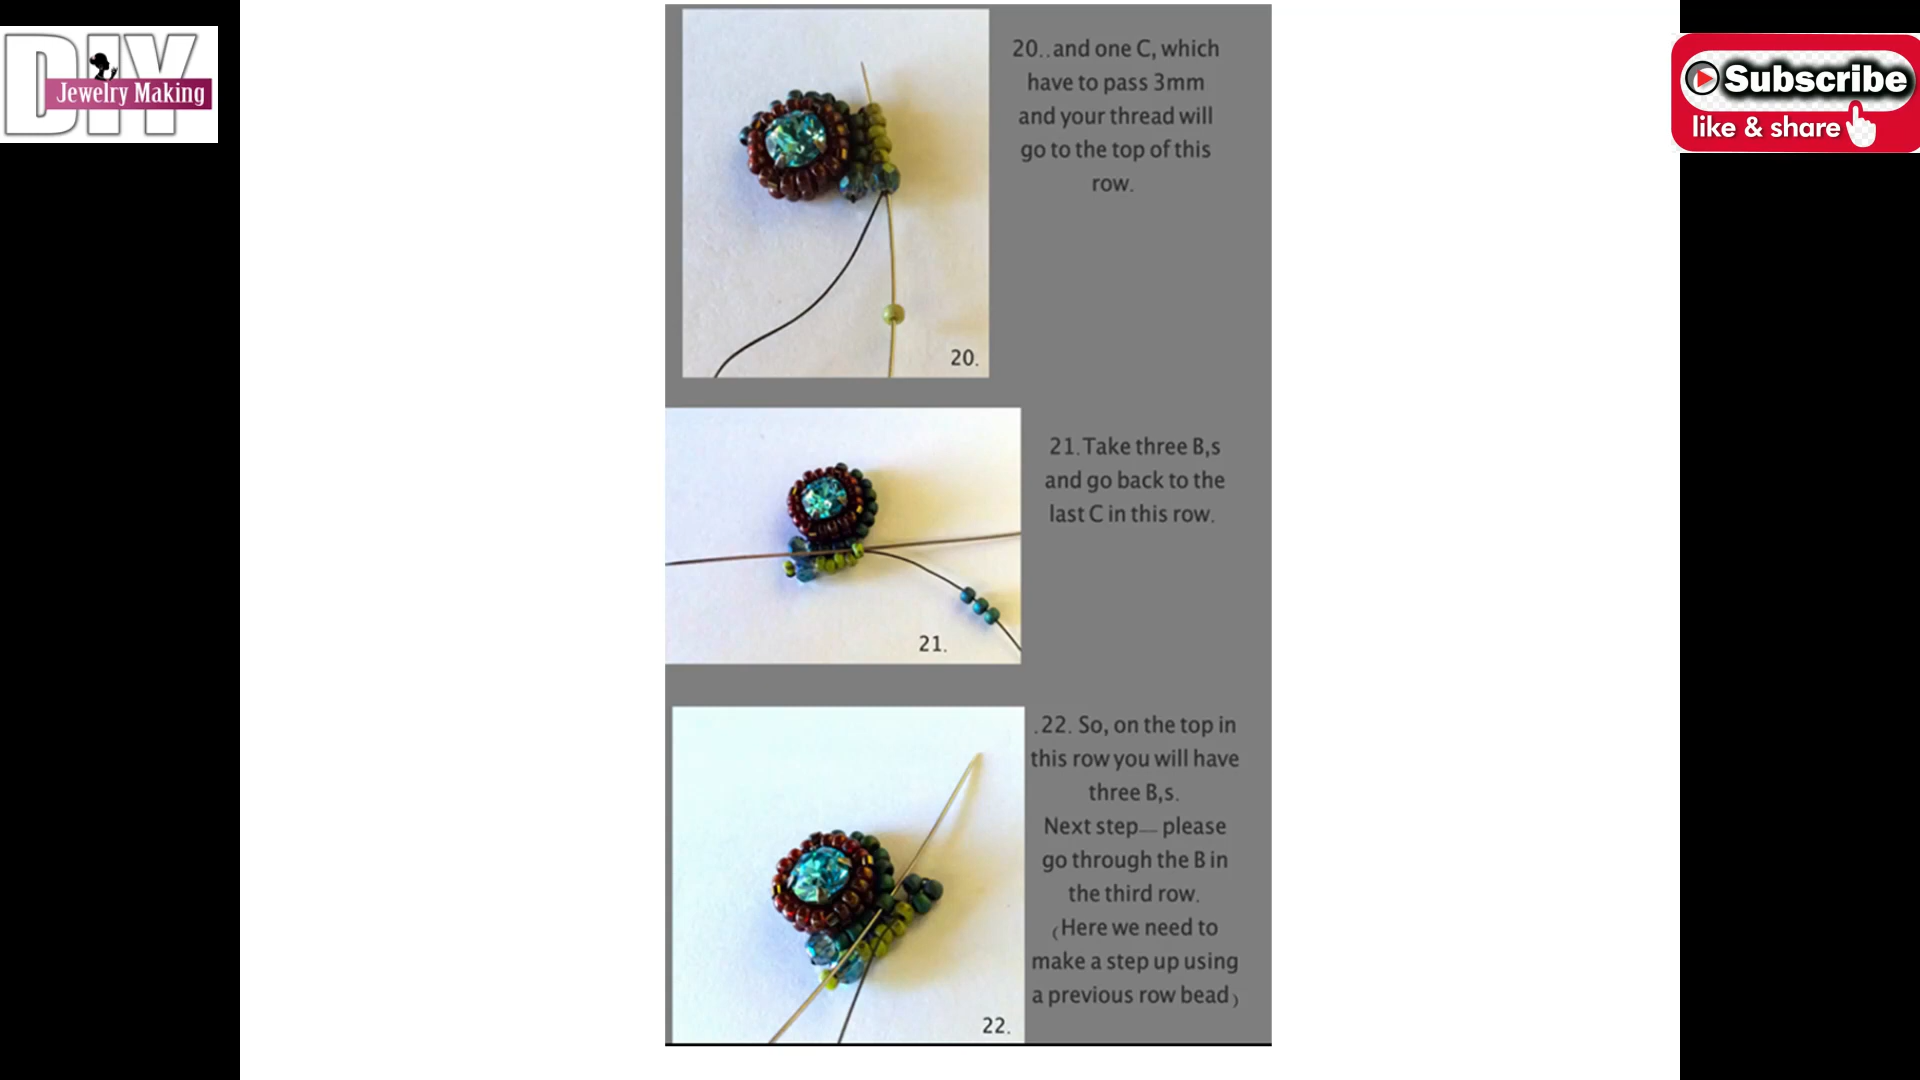 DIY
Jewelry Making
Subscribe
like & share
20..and one C, which
have to pass 3mm
and your thread will
go to the top of this
row.
20.
21.Take three B,s
and go back to the
last C in this row.
21.
.22. So, on the top in
this row you will have
three B,s.
Next step— please
go through the B in
the third row.
(Here we need to
make a step up using
a previous row bead)
22.